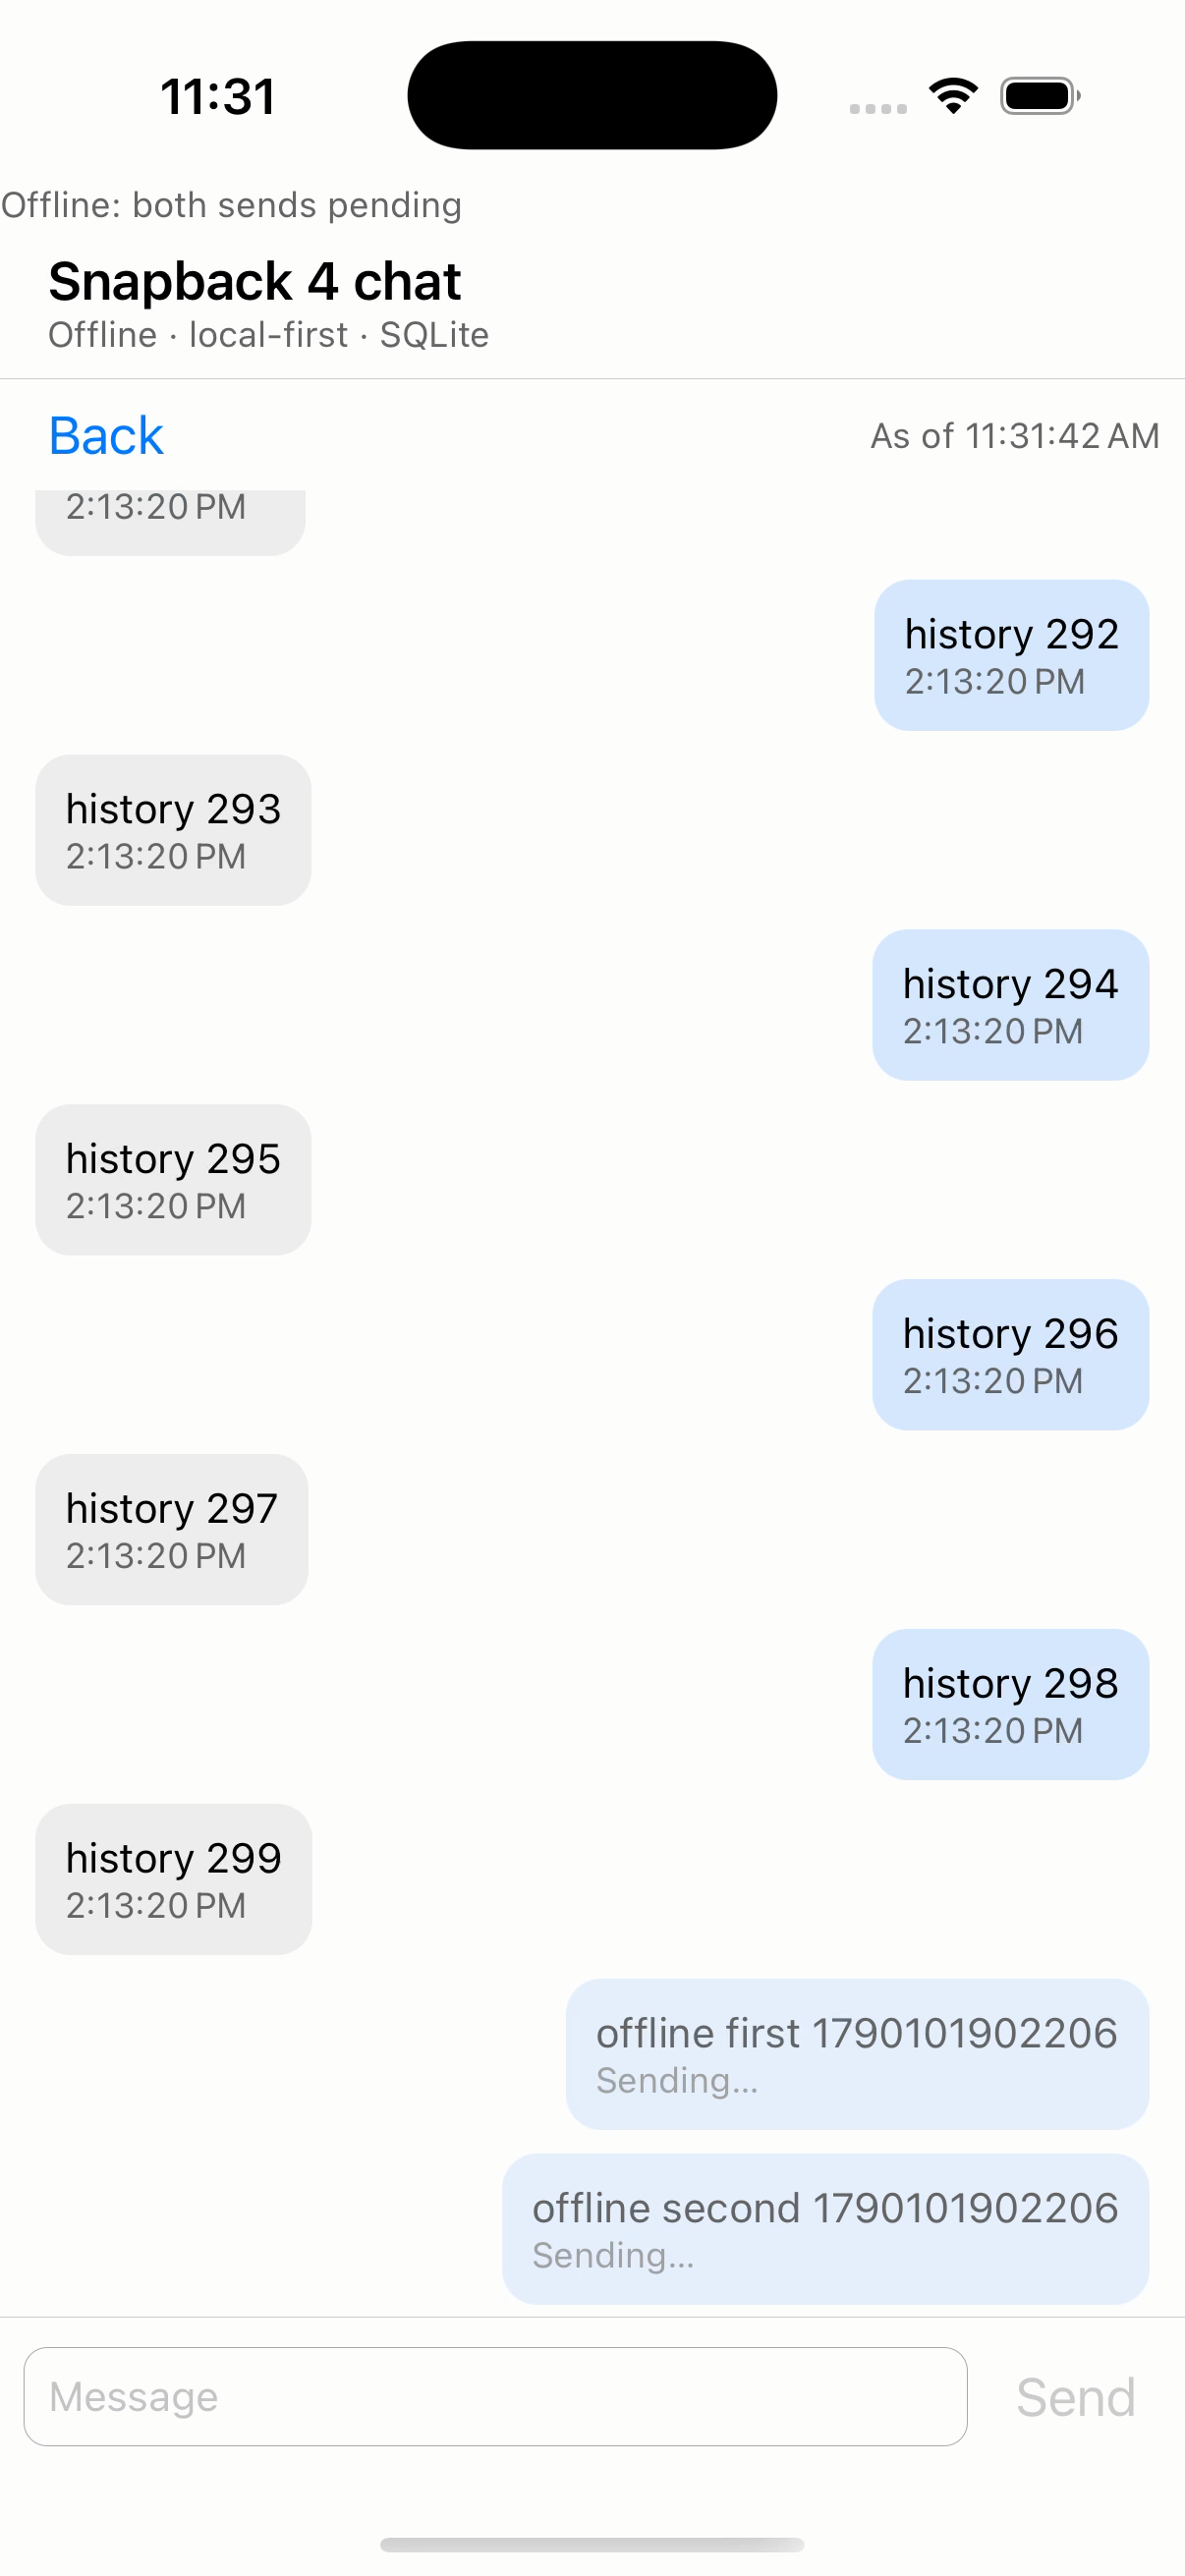 11:31
Offline: both sends pending
Snapback 4 chat
Offline · local-first · SQLite
Back
As of 11:31:42 AM
2:13:20 PM
history 292
2:13:20 PM
history 293
2:13:20 PM
history 294
2:13:20 PM
history 295
2:13:20 PM
history 296
2:13:20 PM
history 297
2:13:20 PM
history 298
2:13:20 PM
history 299
2:13:20 PM
offline first 1790101902206
Sending…
offline second 1790101902206
Sending…
Message
Send